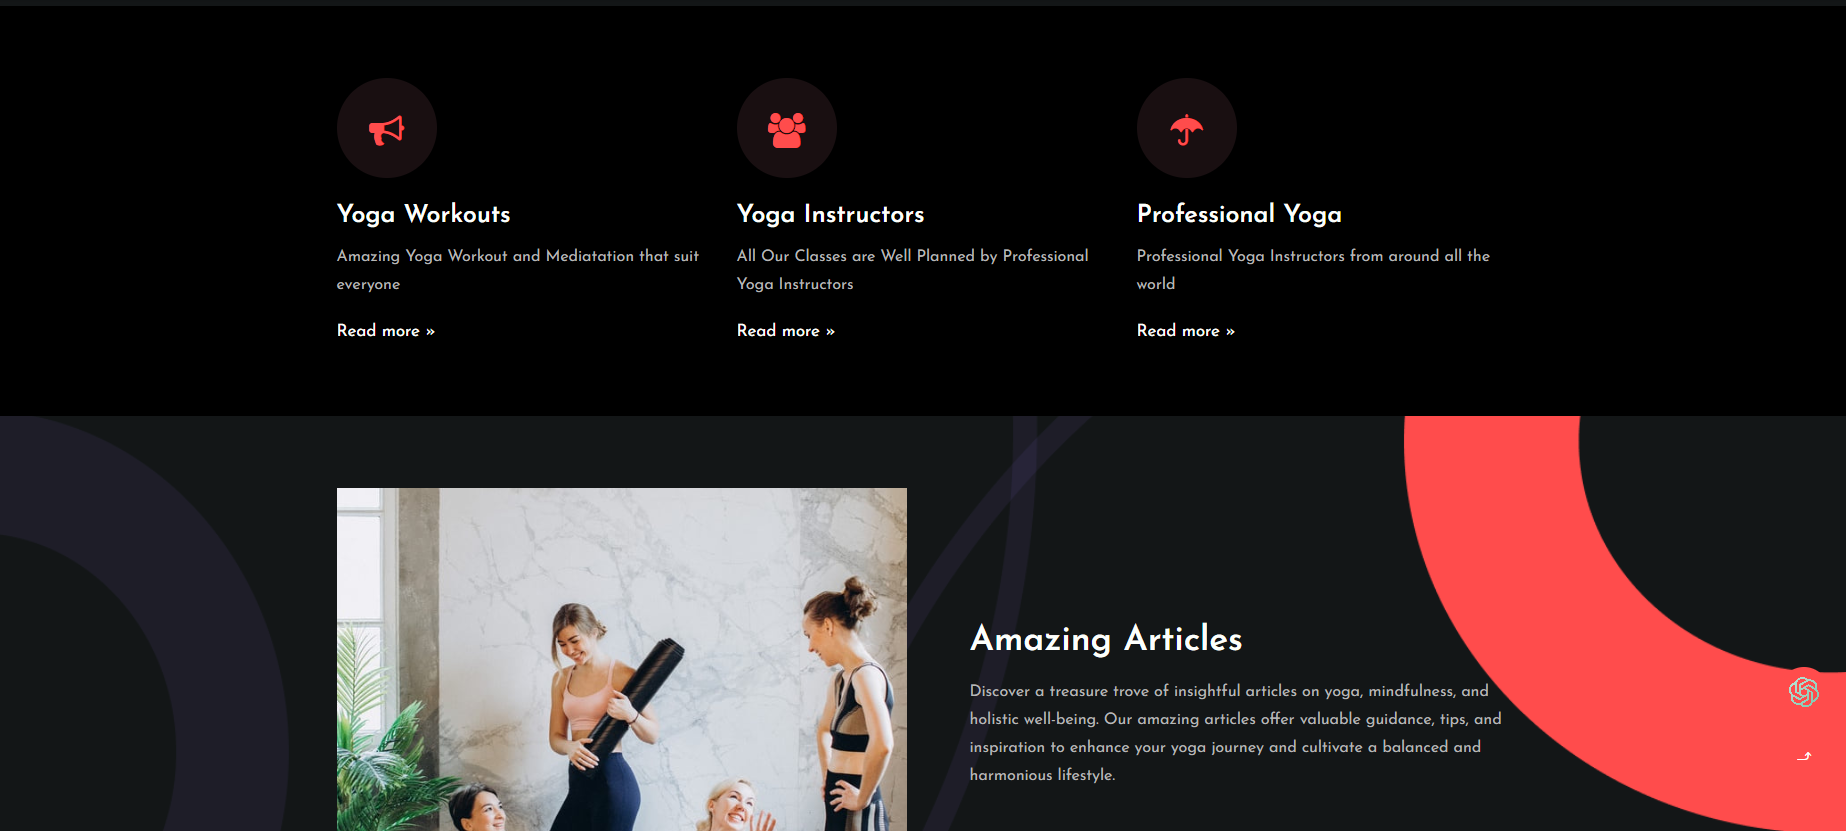 Yoga Workouts
Amazing Yoga Workout and Mediatation that suit
everyone
Read more »
Yoga Instructors
All Our Classes are Well Planned by Professional
Yoga Instructors
Read more »
Professional Yoga
Professional Yoga Instructors from around all the
world
Read more »
Amazing Articles
Discover a treasure trove of insightful articles on yoga, mindfulness, and
holistic well-being. Our amazing articles offer valuable guidance, tips, and
inspiration to enhance your yoga journey and cultivate a balanced and
harmonious lifestyle.